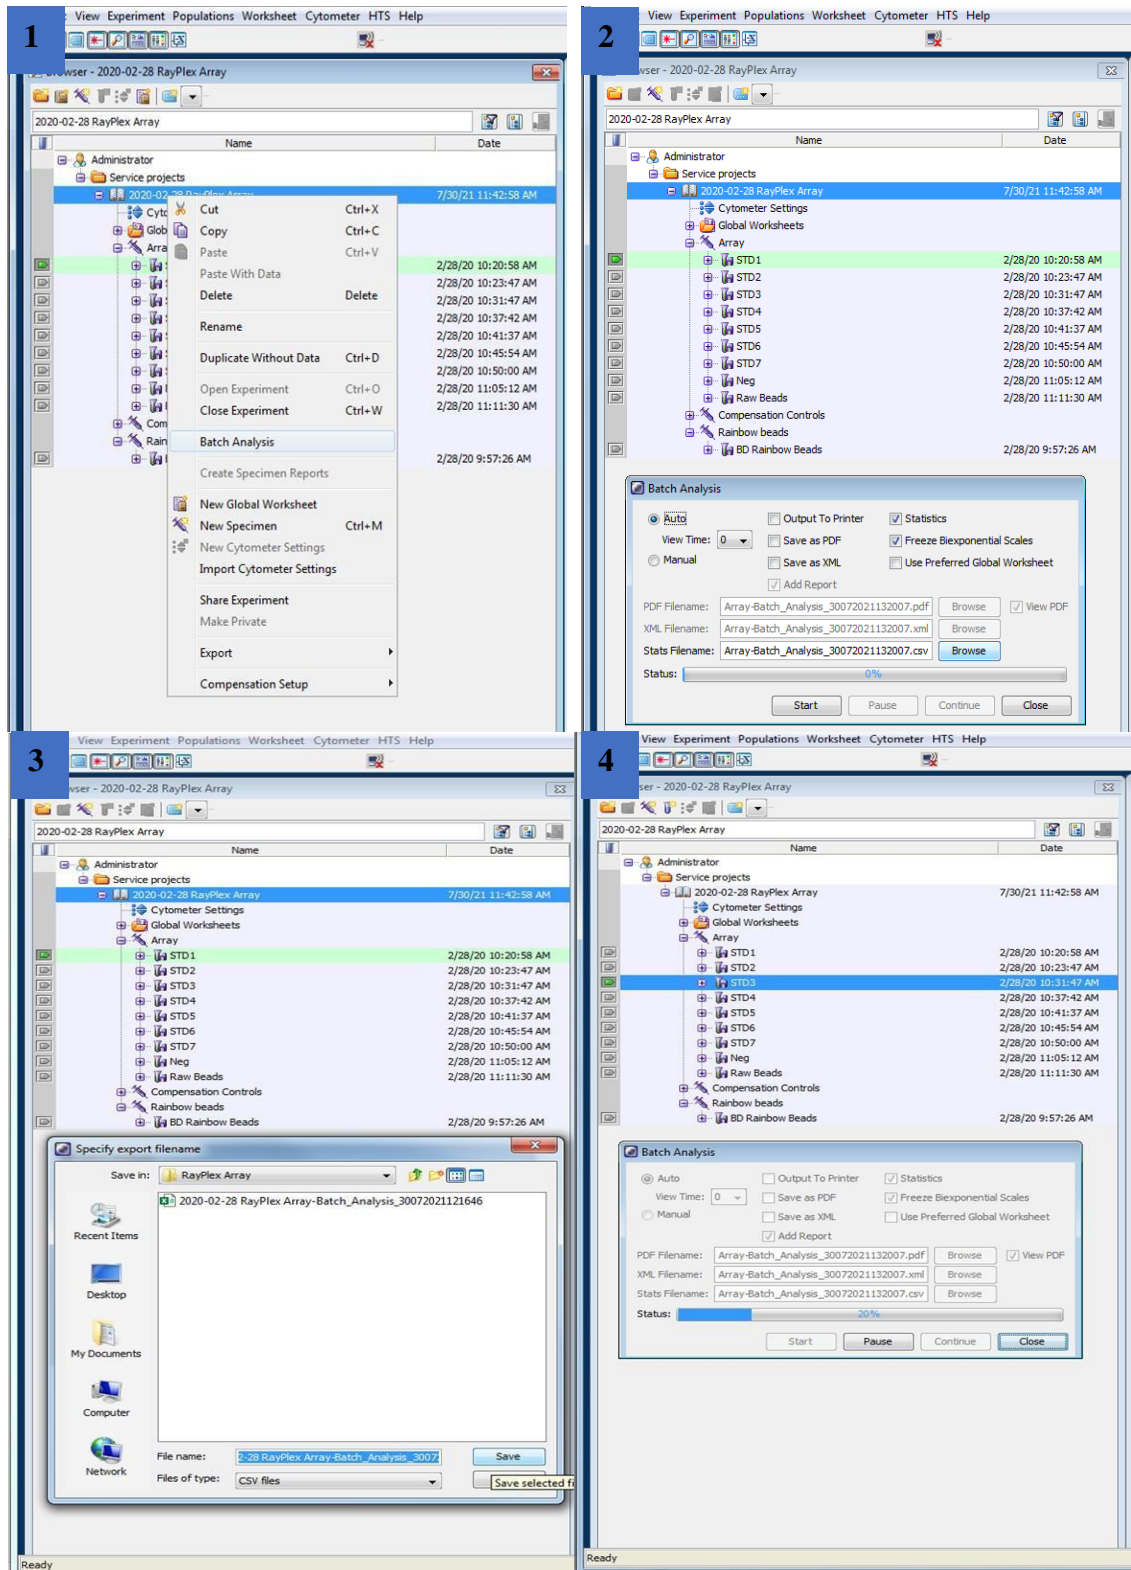 1
View Experiment Populations Worksheet Cytometer HTS Help
Browser - 2020-02-28 RayPlex Array
2020-02-28 RayPlex Array
Name Date
Administrator
Service projects
2020-02-28 RayPlex Array 7/30/21 11:42:58 AM
Cyto
Glob
Arra
2/28/20 10:20:58 AM
2/28/20 10:23:47 AM
2/28/20 10:31:47 AM
2/28/20 10:37:42 AM
2/28/20 10:41:37 AM
2/28/20 10:45:54 AM
2/28/20 10:50:00 AM
2/28/20 11:05:12 AM
2/28/20 11:11:30 AM
Com
Rain
2/28/20 9:57:26 AM
Cut Ctrl+X
Copy Ctrl+C
Paste Ctrl+V
Paste With Data
Delete Delete
Rename
Duplicate Without Data Ctrl+D
Open Experiment Ctrl+O
Close Experiment Ctrl+W
Batch Analysis
Create Specimen Reports
New Global Worksheet
New Specimen Ctrl+M
New Cytometer Settings
Import Cytometer Settings
Share Experiment
Make Private
Export
Compensation Setup
2
View Experiment Populations Worksheet Cytometer HTS Help
wser - 2020-02-28 RayPlex Array
2020-02-28 RayPlex Array
Name Date
Administrator
Service projects
2020-02-28 RayPlex Array 7/30/21 11:42:58 AM
Cytometer Settings
Global Worksheets
Array
STD1 2/28/20 10:20:58 AM
STD2 2/28/20 10:23:47 AM
STD3 2/28/20 10:31:47 AM
STD4 2/28/20 10:37:42 AM
STD5 2/28/20 10:41:37 AM
STD6 2/28/20 10:45:54 AM
STD7 2/28/20 10:50:00 AM
Neg 2/28/20 11:05:12 AM
Raw Beads 2/28/20 11:11:30 AM
Compensation Controls
Rainbow beads
BD Rainbow Beads 2/28/20 9:57:26 AM
Batch Analysis
Auto Output To Printer Statistics
View Time: 0 Save as PDF Freeze Biexponential Scales
Manual Save as XML Use Preferred Global Worksheet
Add Report
PDF Filename: Array-Batch_Analysis_30072021132007.pdf Browse View PDF
XML Filename: Array-Batch_Analysis_30072021132007.xml Browse
Stats Filename: Array-Batch_Analysis_30072021132007.csv Browse
Status: 0%
Start Pause Continue Close
3
View Experiment Populations Worksheet Cytometer HTS Help
wser - 2020-02-28 RayPlex Array
2020-02-28 RayPlex Array
Name Date
Administrator
Service projects
2020-02-28 RayPlex Array 7/30/21 11:42:58 AM
Cytometer Settings
Global Worksheets
Array
STD1 2/28/20 10:20:58 AM
STD2 2/28/20 10:23:47 AM
STD3 2/28/20 10:31:47 AM
STD4 2/28/20 10:37:42 AM
STD5 2/28/20 10:41:37 AM
STD6 2/28/20 10:45:54 AM
STD7 2/28/20 10:50:00 AM
Neg 2/28/20 11:05:12 AM
Raw Beads 2/28/20 11:11:30 AM
Compensation Controls
Rainbow beads
BD Rainbow Beads 2/28/20 9:57:26 AM
Specify export filename
Save in: RayPlex Array
2020-02-28 RayPlex Array-Batch_Analysis_30072021121646
Recent Items
Desktop
My Documents
Computer
Network
File name: 2-28 RayPlex Array-Batch_Analysis_3007 Save
Files of type: CSV files
Save selected fi
Ready
4
View Experiment Populations Worksheet Cytometer HTS Help
ser - 2020-02-28 RayPlex Array
2020-02-28 RayPlex Array
Name Date
Administrator
Service projects
2020-02-28 RayPlex Array 7/30/21 11:42:58 AM
Cytometer Settings
Global Worksheets
Array
STD1 2/28/20 10:20:58 AM
STD2 2/28/20 10:23:47 AM
STD3 2/28/20 10:31:47 AM
STD4 2/28/20 10:37:42 AM
STD5 2/28/20 10:41:37 AM
STD6 2/28/20 10:45:54 AM
STD7 2/28/20 10:50:00 AM
Neg 2/28/20 11:05:12 AM
Raw Beads 2/28/20 11:11:30 AM
Compensation Controls
Rainbow beads
BD Rainbow Beads 2/28/20 9:57:26 AM
Batch Analysis
Auto Output To Printer Statistics
View Time: 0 Save as PDF Freeze Biexponential Scales
Manual Save as XML Use Preferred Global Worksheet
Add Report
PDF Filename: Array-Batch_Analysis_30072021132007.pdf Browse View PDF
XML Filename: Array-Batch_Analysis_30072021132007.xml Browse
Stats Filename: Array-Batch_Analysis_30072021132007.csv Browse
Status: 20%
Start Pause Continue Close
Ready